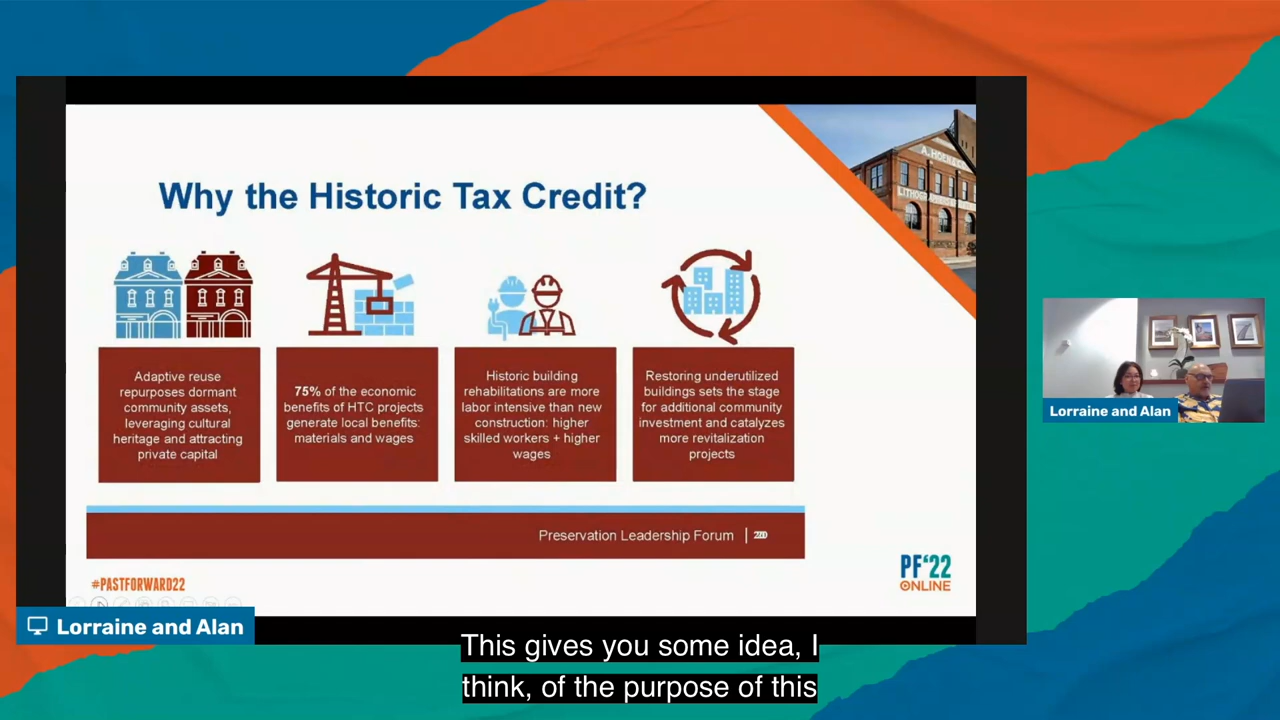 A. HOEN & CO.
LITHOGRAPHERS
Why the Historic Tax Credit?
Adaptive reuse
repurposes dormant
community assets,
leveraging cultural
heritage and attracting
private capital
75% of the economic
benefits of HTC projects
generate local benefits:
materials and wages
Historic building
rehabilitations are more
labor intensive than new
construction: higher
skilled workers + higher
wages
Restoring underutilized
buildings sets the stage
for additional community
investment and catalyzes
more revitalization
projects
Preservation Leadership Forum
#PASTFORWARD22
PF'22
ONLINE
Lorraine and Alan
Lorraine and Alan
This gives you some idea, I
think, of the purpose of this